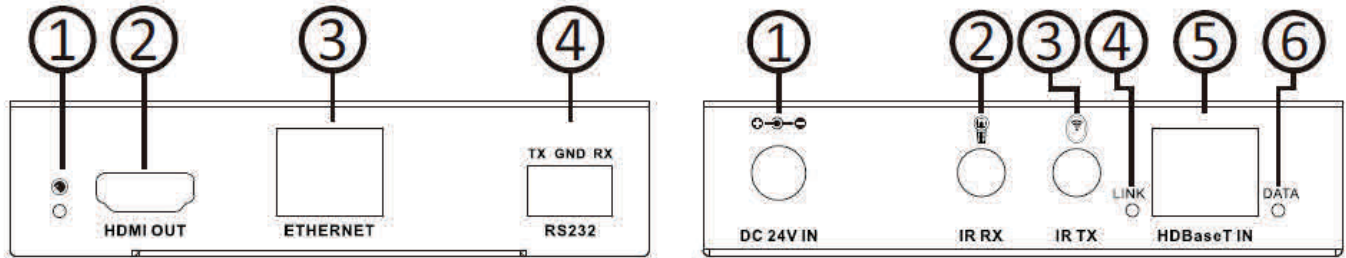 1 2 3 4
TX GND RX
HDMI OUT ETHERNET RS232
1 2 3 4 5 6
LINK DATA
DC 24V IN IR RX IR TX HDBaseT IN